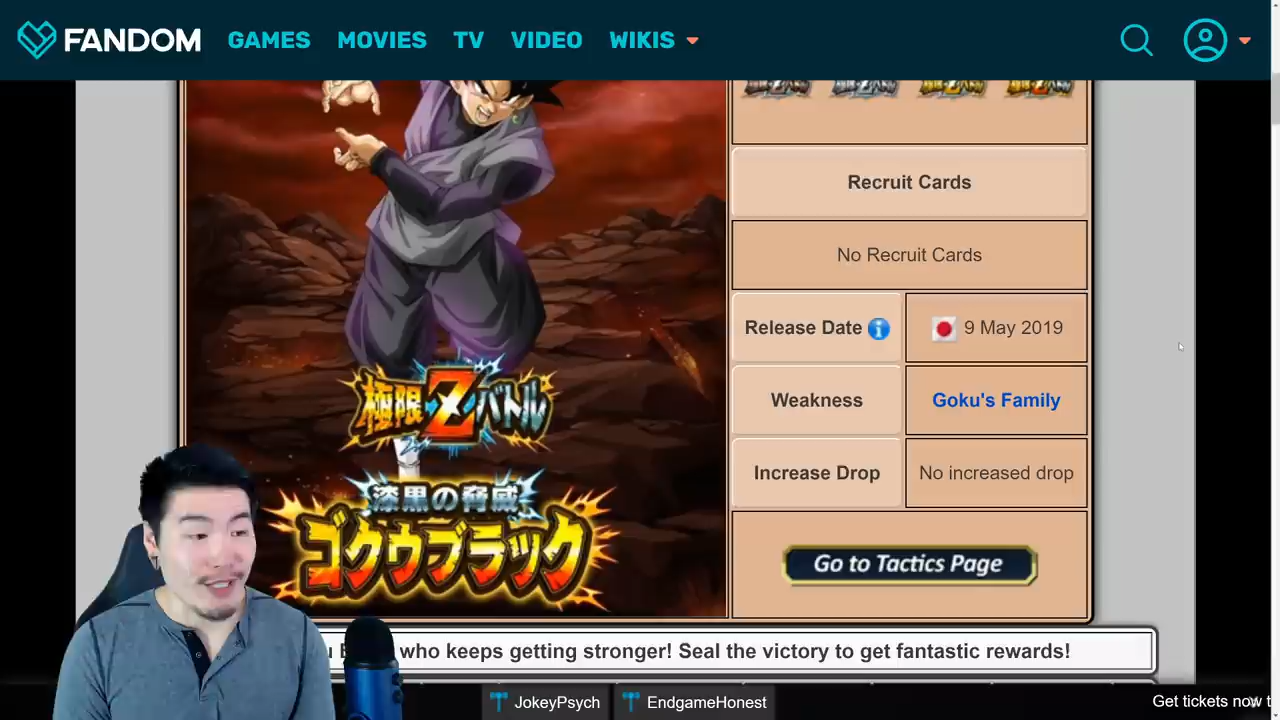 FANDOM GAMES MOVIES TV VIDEO WIKIS
Recruit Cards
No Recruit Cards
Release Date 9 May 2019
Weakness Goku's Family
Increase Drop No increased drop
Go to Tactics Page
極限Zバトル
漆黒の脅威
ゴクウブラック
who keeps getting stronger! Seal the victory to get fantastic rewards!
JokeyPsych EndgameHonest Get tickets now